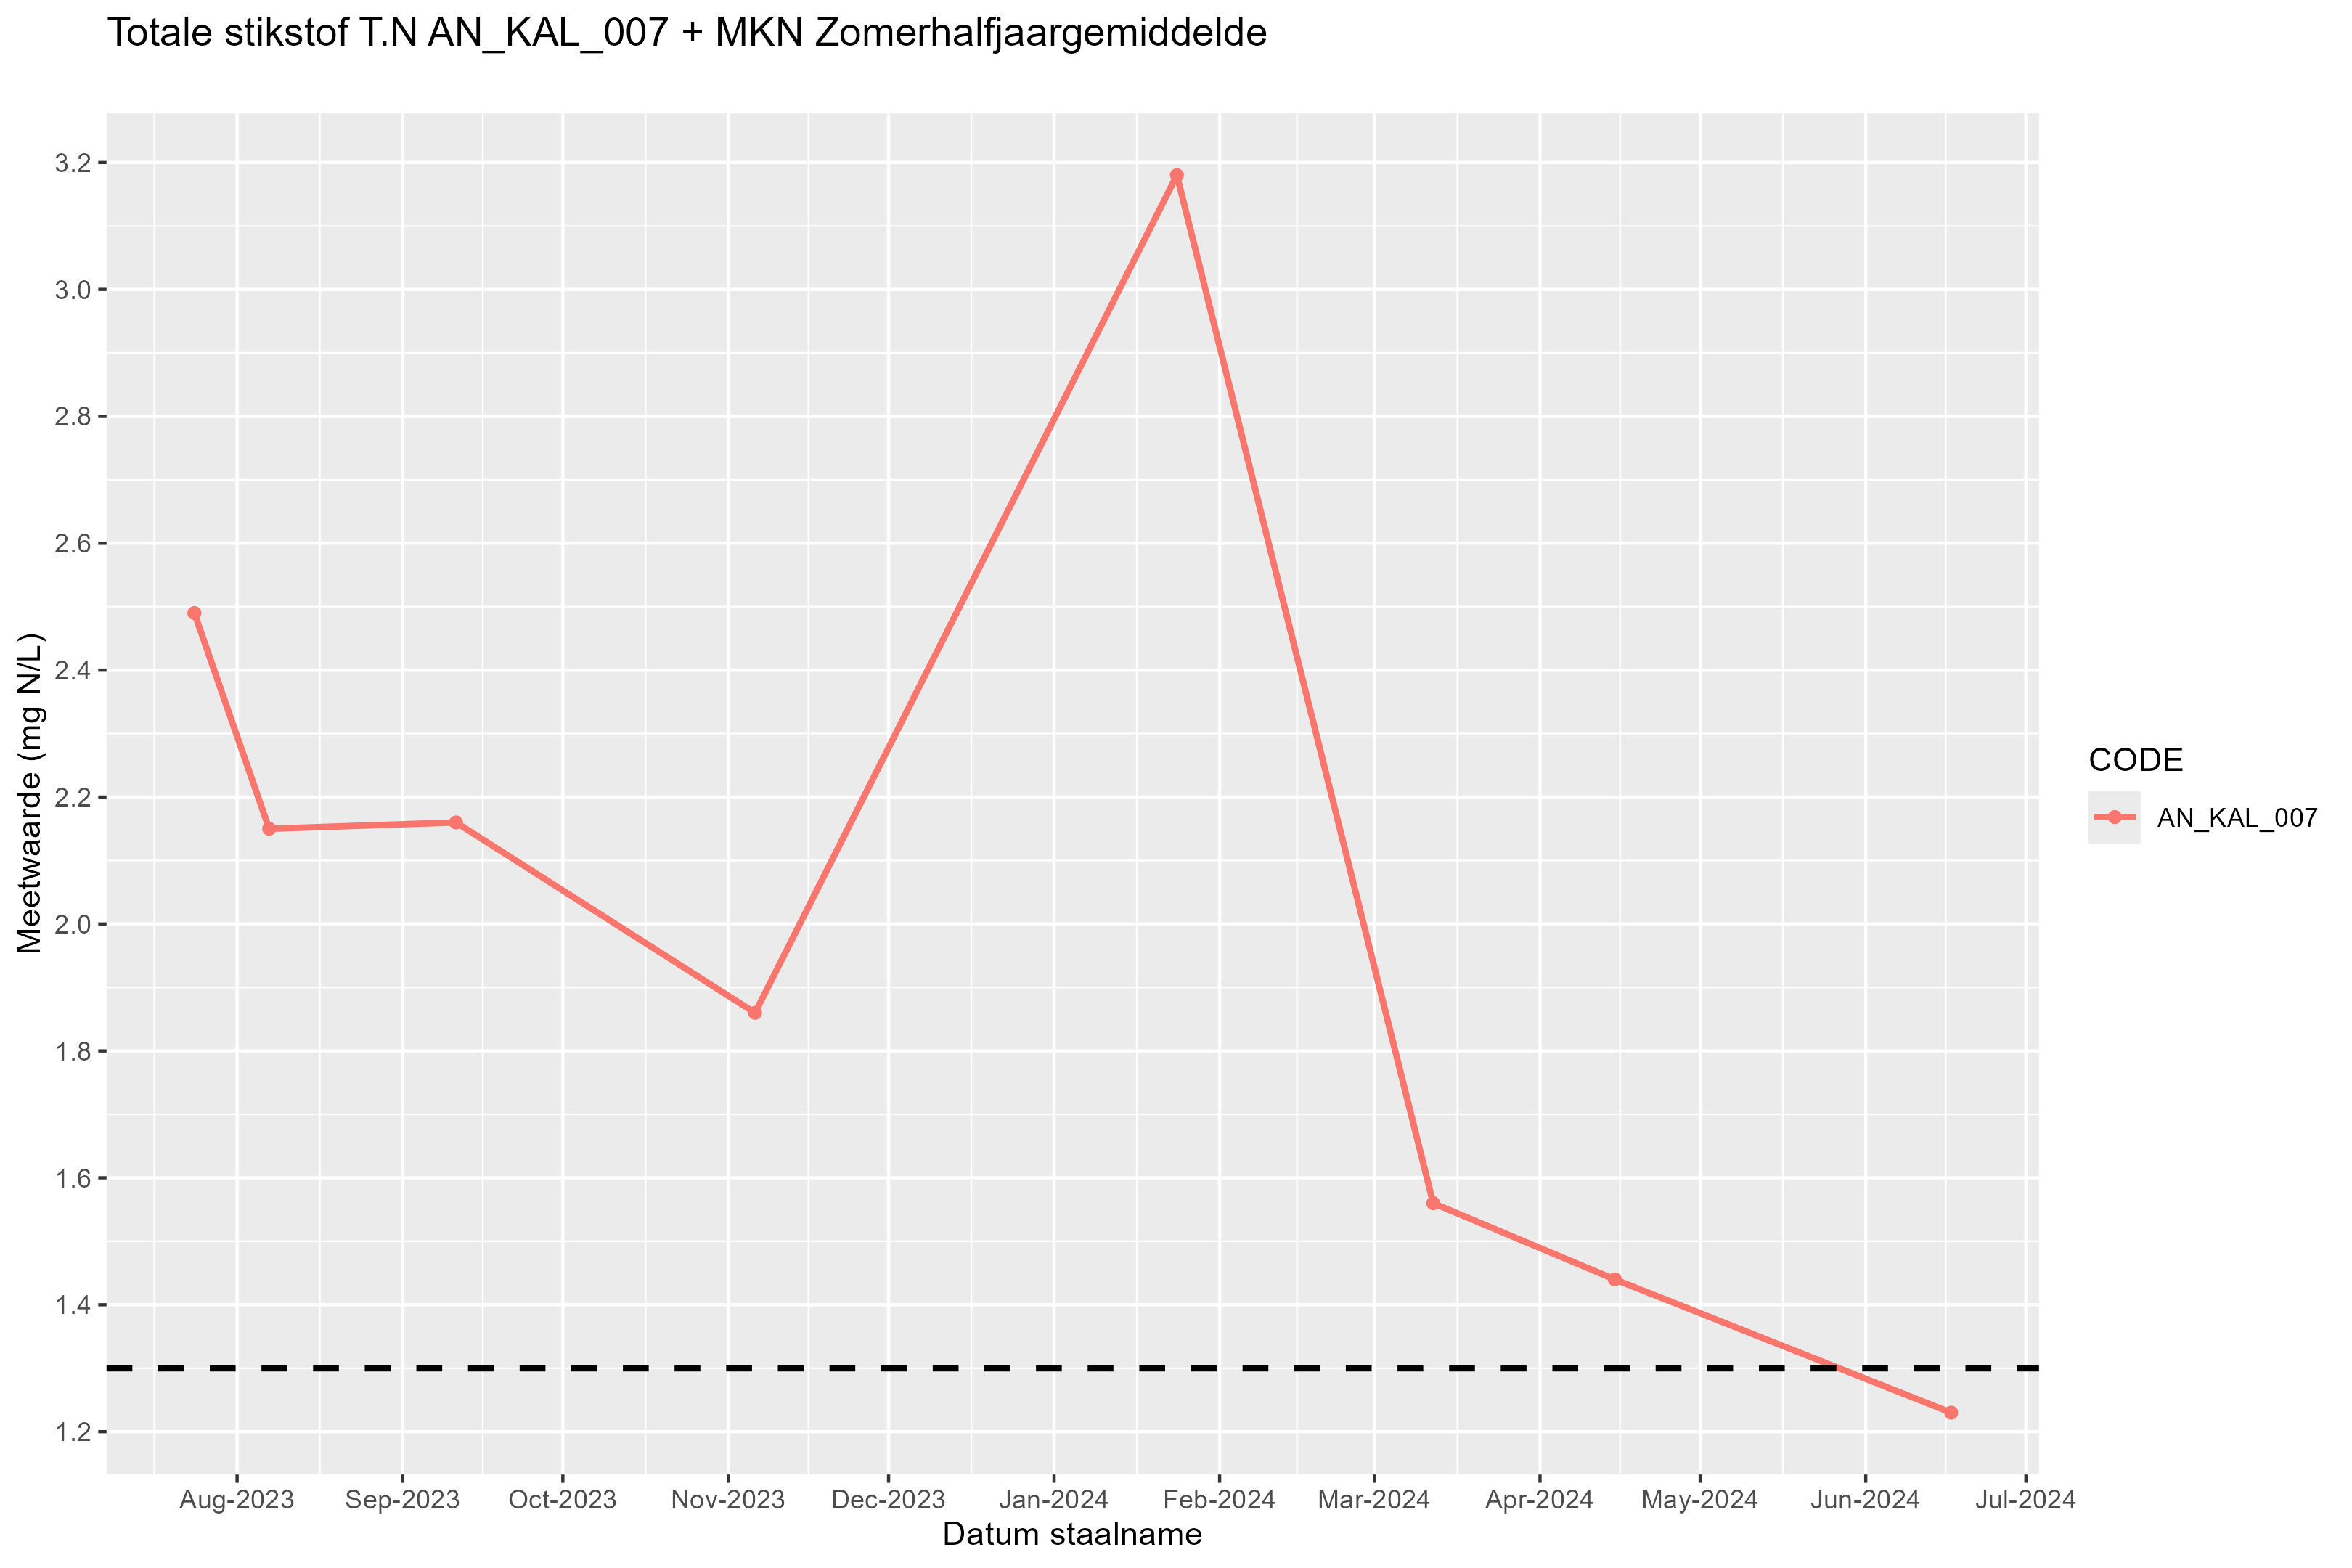 Totale stikstof T.N AN_KAL_007 + MKN Zomerhalfjaargemiddelde
Meetwaarde (mg N/L)
3.2
3.0
2.8
2.6
2.4
2.2
2.0
1.8
1.6
1.4
1.2
Aug-2023 Sep-2023 Oct-2023 Nov-2023 Dec-2023 Jan-2024 Feb-2024 Mar-2024 Apr-2024 May-2024 Jun-2024 Jul-2024
Datum staalname
CODE
AN_KAL_007